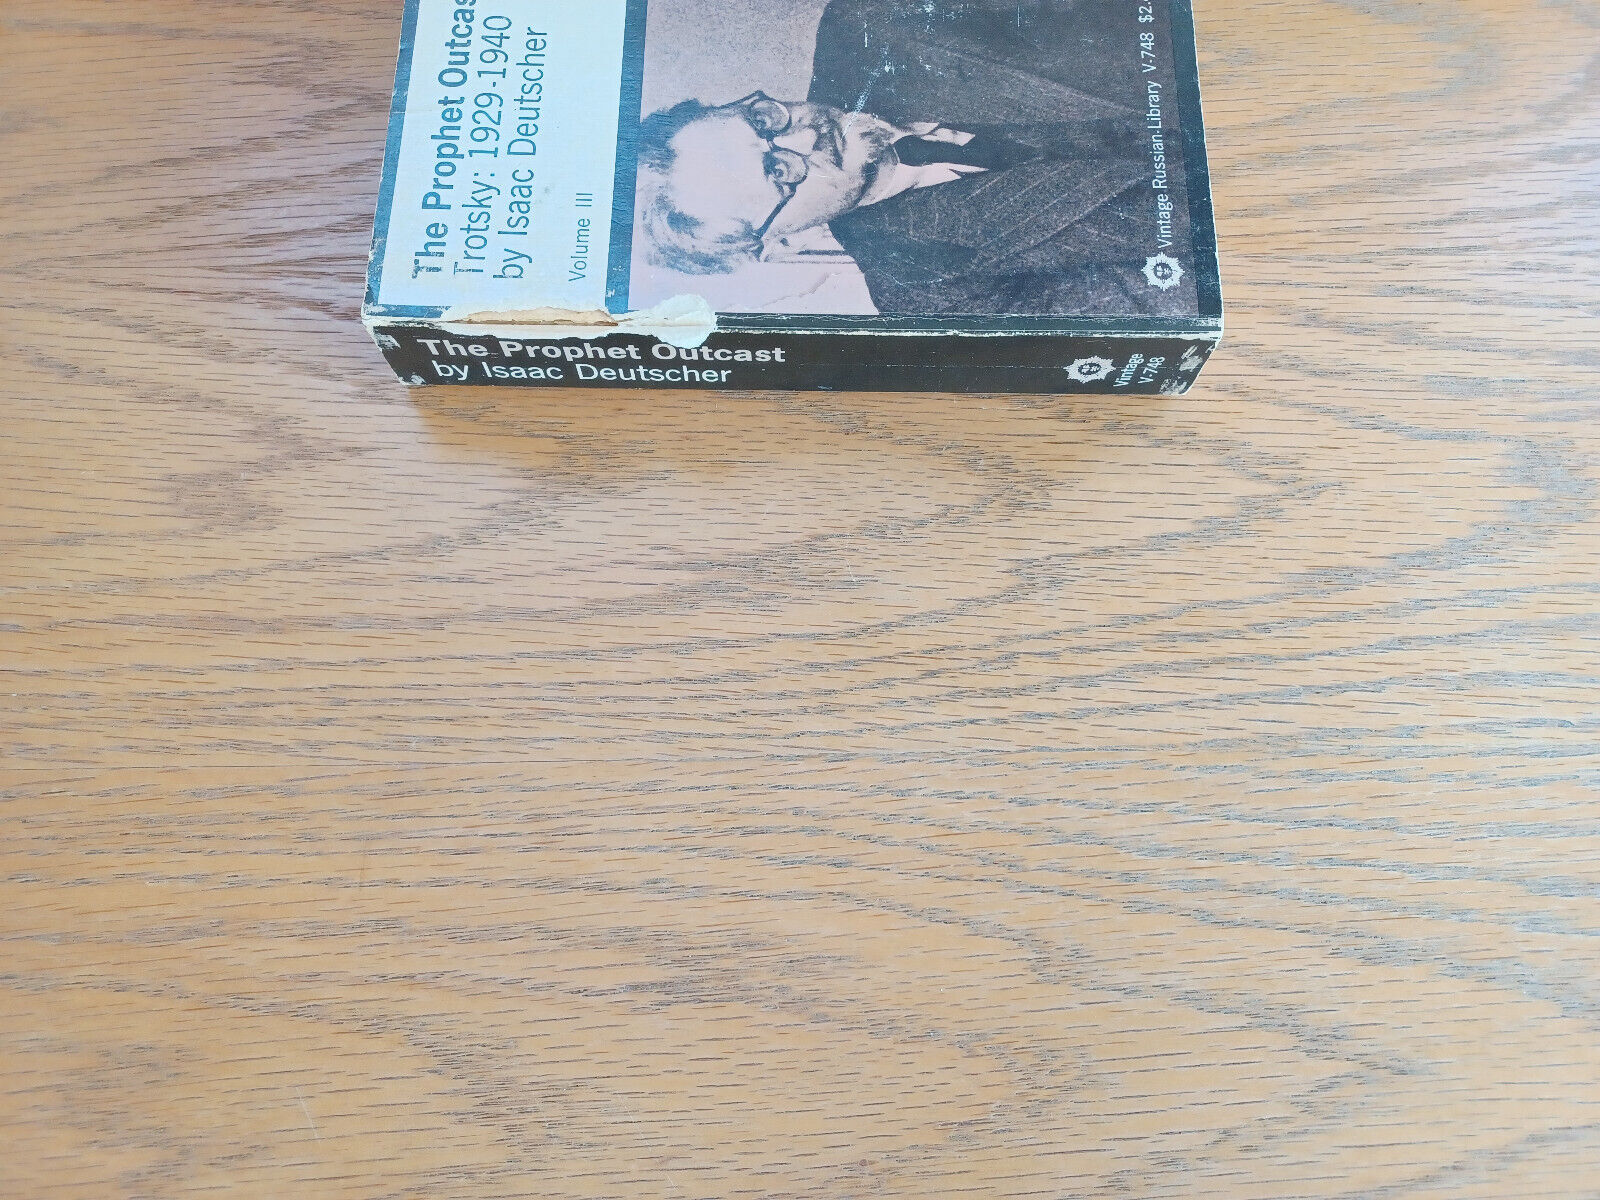 The Prophet Outcas
Trotsky: 1929-1940
by Isaac Deutscher
Volume III
Vintage Russian-Library V-748 $2.
The Prophet Outcast
by Isaac Deutscher
Vintage
V-748